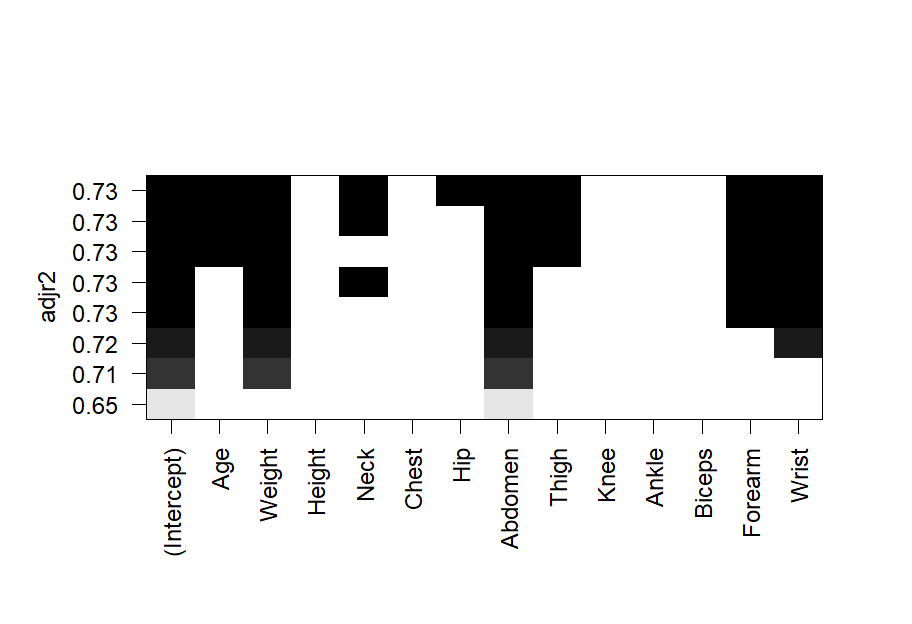 adjr2
0.73
0.73
0.73
0.73
0.73
0.72
0.71
0.65
(Intercept)
Age
Weight
Height
Neck
Chest
Hip
Abdomen
Thigh
Knee
Ankle
Biceps
Forearm
Wrist